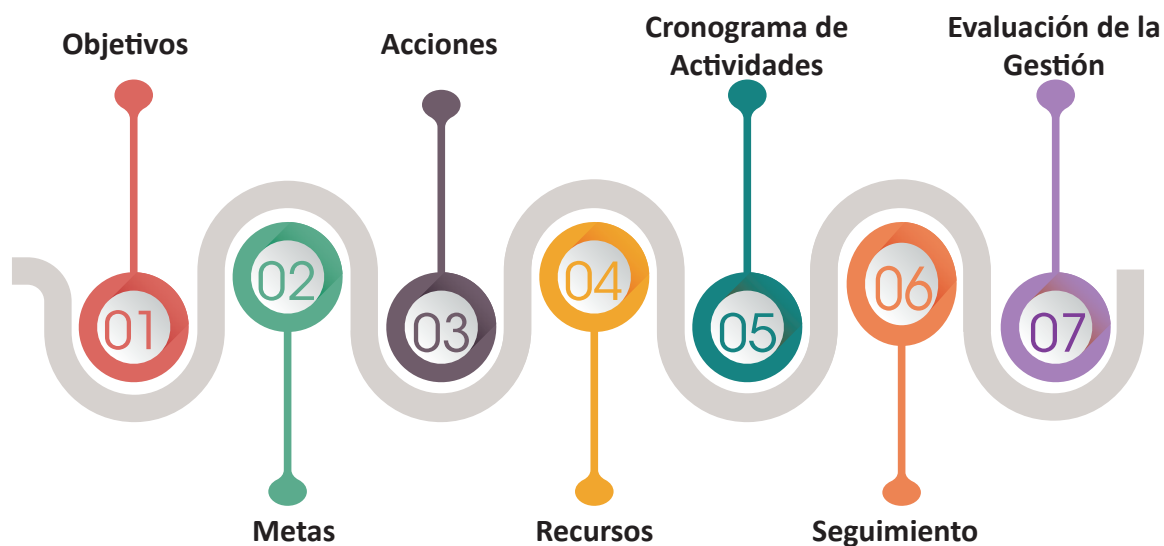 Objetivos
01
02
Metas
Acciones
03
04
Recursos
Cronograma de
Actividades
05
06
Seguimiento
Evaluación de la
Gestión
07